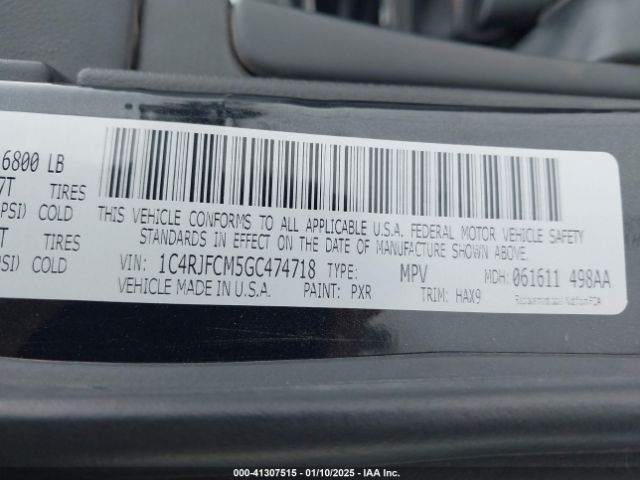 6800 LB
7T TIRES
PSI) COLD
T TIRES
PSI) COLD
THIS VEHICLE CONFORMS TO ALL APPLICABLE U.S.A. FEDERAL MOTOR VEHICLE SAFETY
STANDARDS IN EFFECT ON THE DATE OF MANUFACTURE SHOWN ABOVE.
VIN: 1C4RJFCM5GC474718 TYPE: MPV MDH: 061611 498AA
VEHICLE MADE IN U.S.A. PAINT: PXR TRIM: HAX9
000-41307515 - 01/10/2025 - IAA Inc.